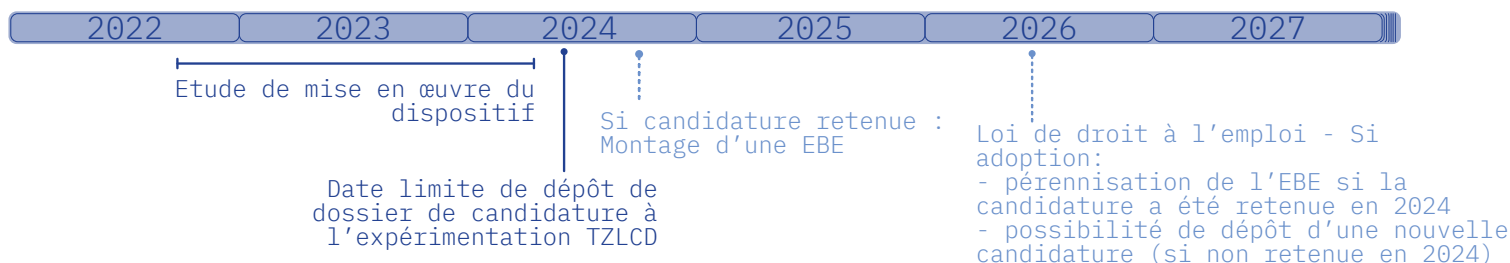 2022 2023 2024 2025 2026 2027
Etude de mise en œuvre du
dispositif
Date limite de dépôt de
dossier de candidature à
l’expérimentation TZLCD
Si candidature retenue :
Montage d’une EBE
Loi de droit à l’emploi - Si
adoption:
- pérennisation de l’EBE si la
candidature a été retenue en 2024
- possibilité de dépôt d’une nouvelle
candidature (si non retenue en 2024)